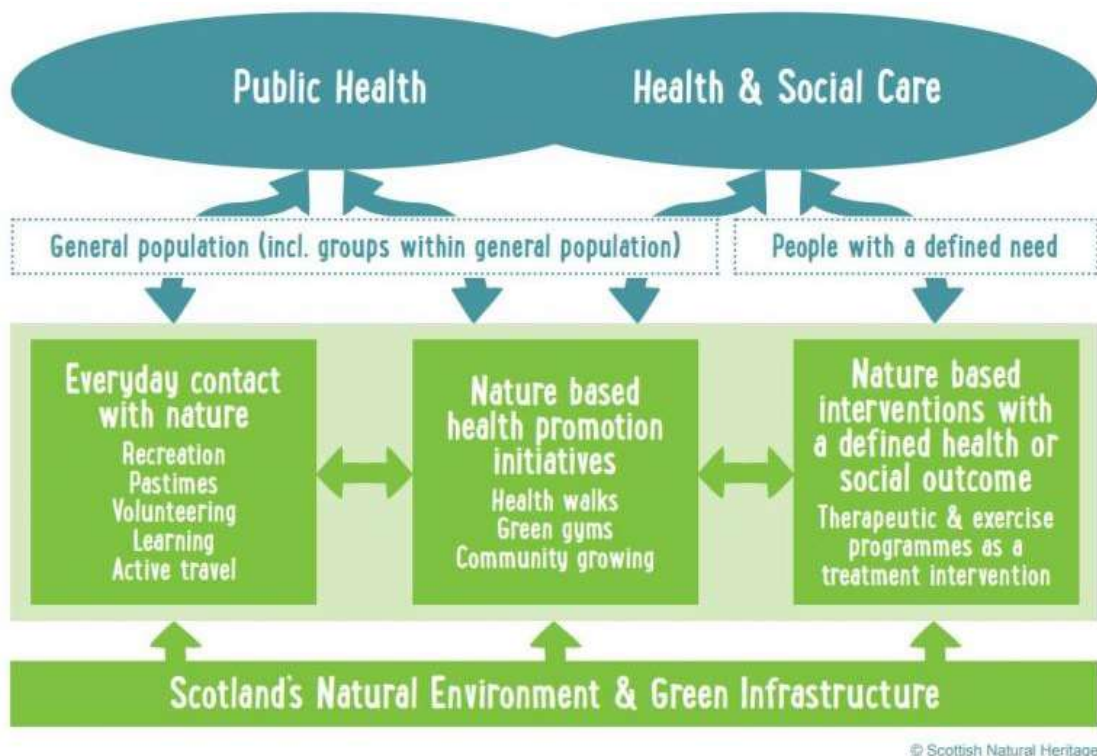 Public Health
Health & Social Care
General population (incl. groups within general population)
People with a defined need
Everyday contact
with nature
Recreation
Pastimes
Volunteering
Learning
Active travel
Nature based
health promotion
initiatives
Health walks
Green gyms
Community growing
Nature based
interventions with
a defined health or
social outcome
Therapeutic & exercise
programmes as a
treatment intervention
Scotland's Natural Environment & Green Infrastructure
© Scottish Natural Heritage